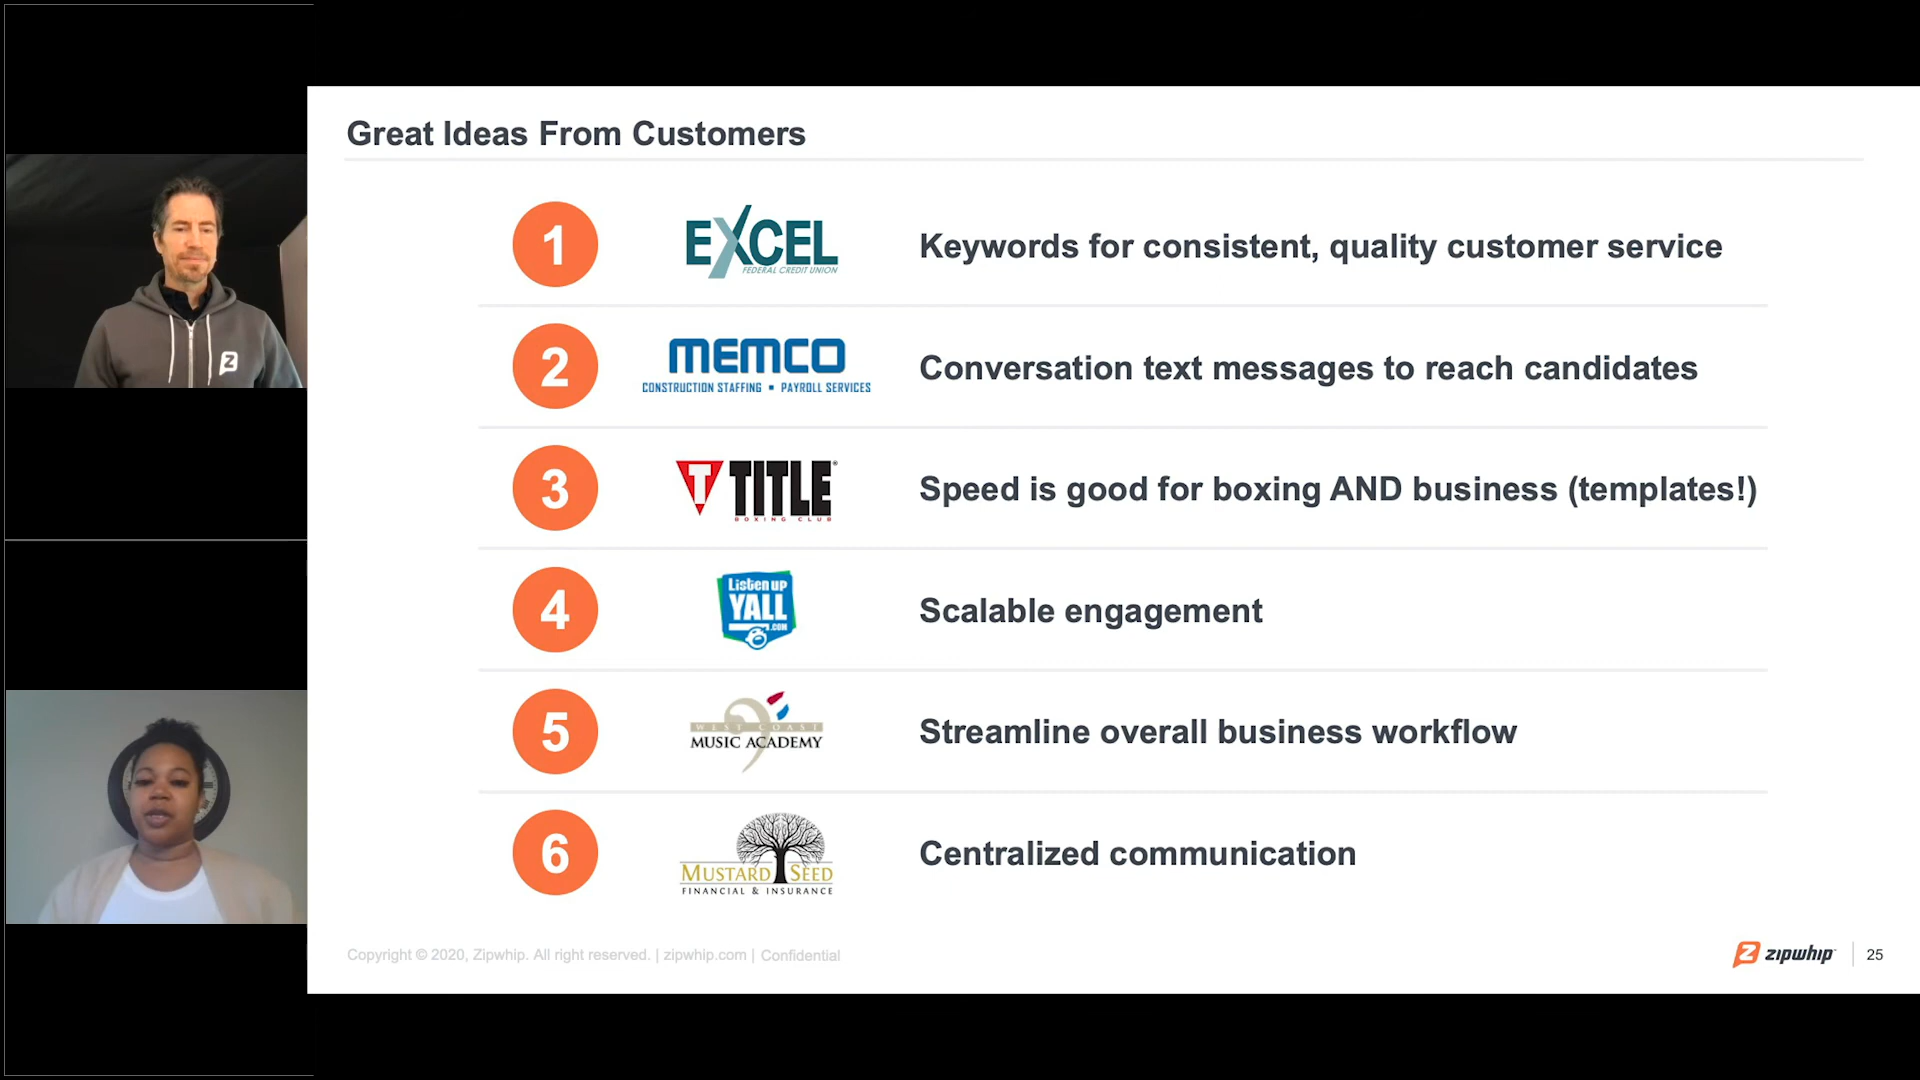 Great Ideas From Customers
1
EXCEL
FEDERAL CREDIT UNION
Keywords for consistent, quality customer service
2
MEMCO
CONSTRUCTION STAFFING ▪ PAYROLL SERVICES
Conversation text messages to reach candidates
3
T TITLE®
BOXING CLUB
Speed is good for boxing AND business (templates!)
4
Listen up
YALL
.COM
Scalable engagement
5
WEST COAST
MUSIC ACADEMY
Streamline overall business workflow
6
MUSTARD SEED
FINANCIAL & INSURANCE
Centralized communication
Copyright © 2020, Zipwhip. All right reserved. | zipwhip.com | Confidential
Z zipwhip
25
Z